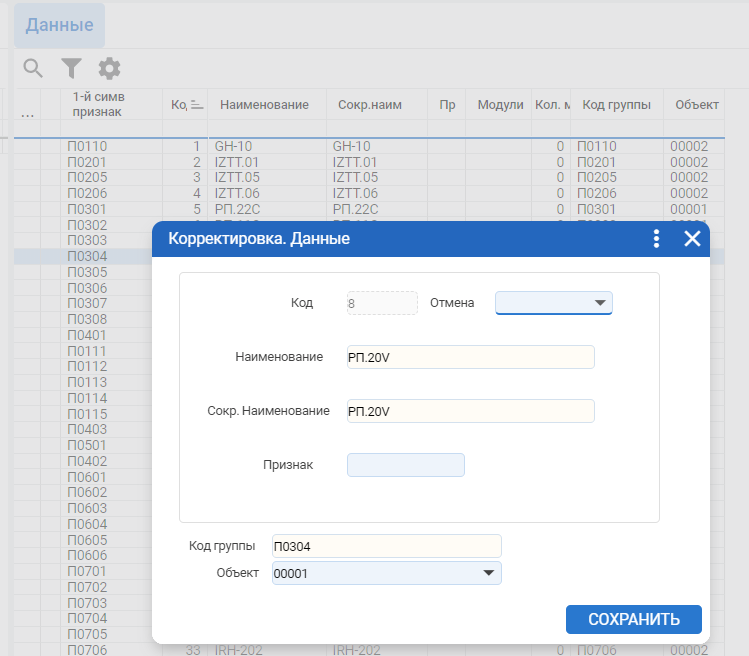 Данные
1-й симв
признак
...
Ко
Наименование
Сокр.наим
Пр
Модули
Кол. м
Код группы
Объект
П0110 1 GH-10 GH-10 0 П0110 00002
П0201 2 IZTT.01 IZTT.01 0 П0201 00002
П0205 3 IZTT.05 IZTT.05 0 П0205 00002
П0206 4 IZTT.06 IZTT.06 0 П0206 00002
П0301 5 РП.22С РП.22С 0 П0301 00001
П0302
П0303
П0304
П0305
П0306
П0307
П0308
П0401
П0111
П0112
П0113
П0114
П0115
П0403
П0501
П0402
П0601
П0602
П0603
П0604
П0605
П0606
П0701
П0702
П0703
П0704
П0705
П0706 33 IRH-202 IRH-202 0 П0706 00002
Корректировка. Данные
Код 8 Отмена
Наименование РП.20V
Сокр. Наименование РП.20V
Признак
Код группы П0304
Объект 00001
СОХРАНИТЬ